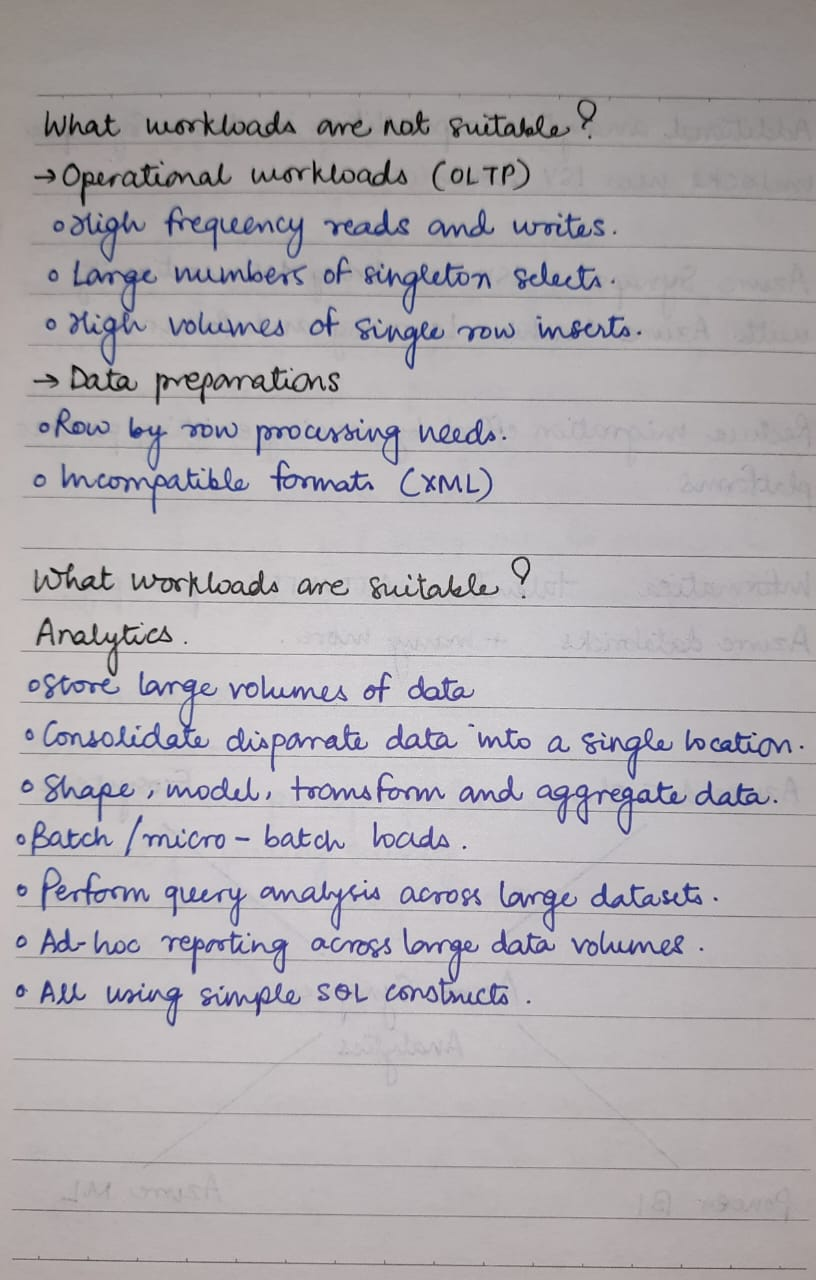 What workloads are not suitable?
→ Operational workloads (OLTP)
o High frequency reads and writes.
o Large numbers of singleton selects.
o High volumes of single row inserts.
→ Data preparations
o Row by row processing needs.
o Incompatible formats (XML)
What workloads are suitable?
Analytics.
o Store large volumes of data
o Consolidate disparate data into a single location.
o Shape, model, transform and aggregate data.
o Batch/micro-batch loads.
o Perform query analysis across large datasets.
o Ad-hoc reporting across large data volumes.
o All using simple SQL constructs.